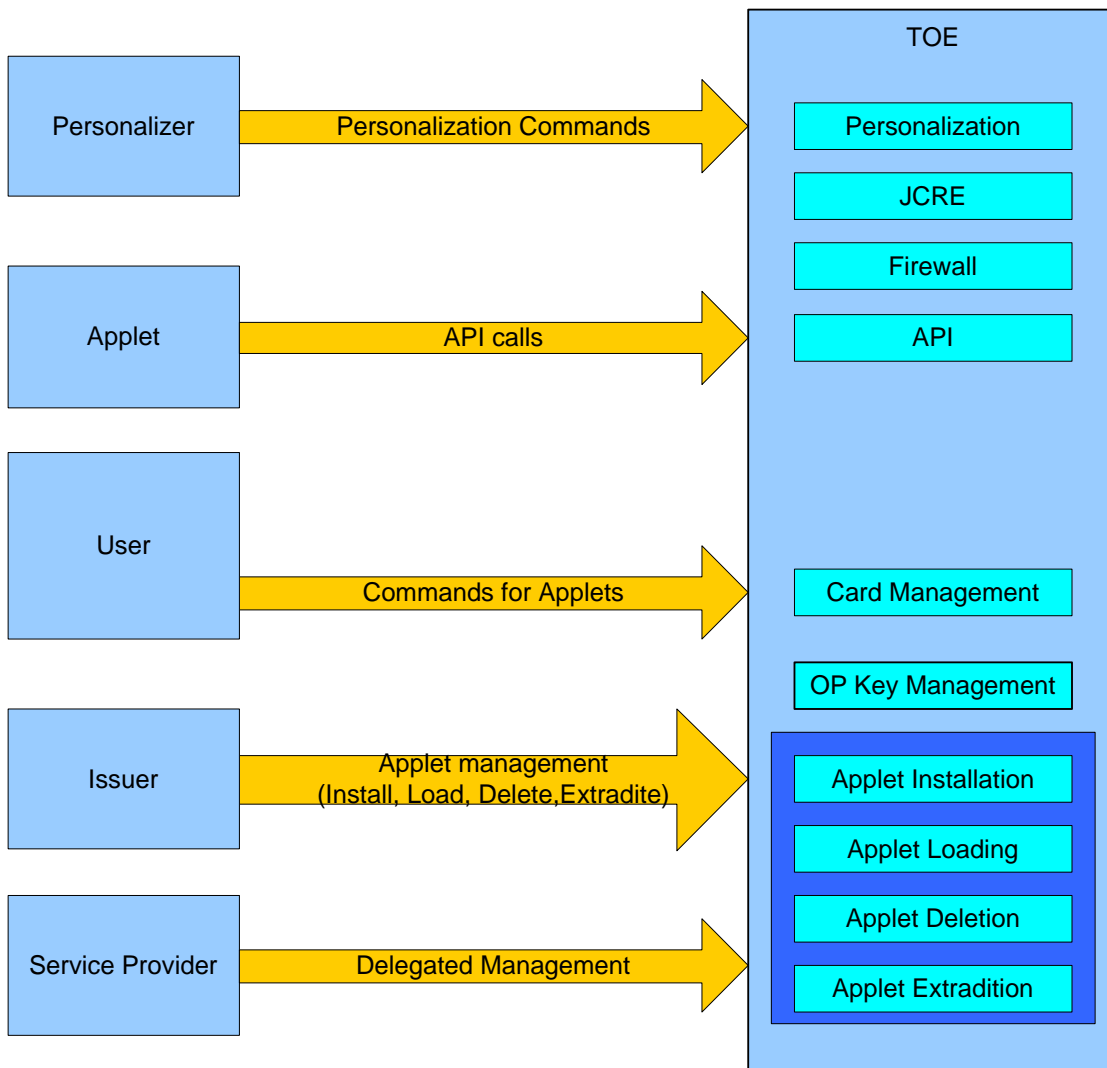 TOE
Personalizer
Personalization Commands
Personalization
JCRE
Firewall
Applet
API calls
API
User
Commands for Applets
Card Management
OP Key Management
Issuer
Applet management
(Install, Load, Delete,Extradite)
Applet Installation
Applet Loading
Applet Deletion
Service Provider
Delegated Management
Applet Extradition